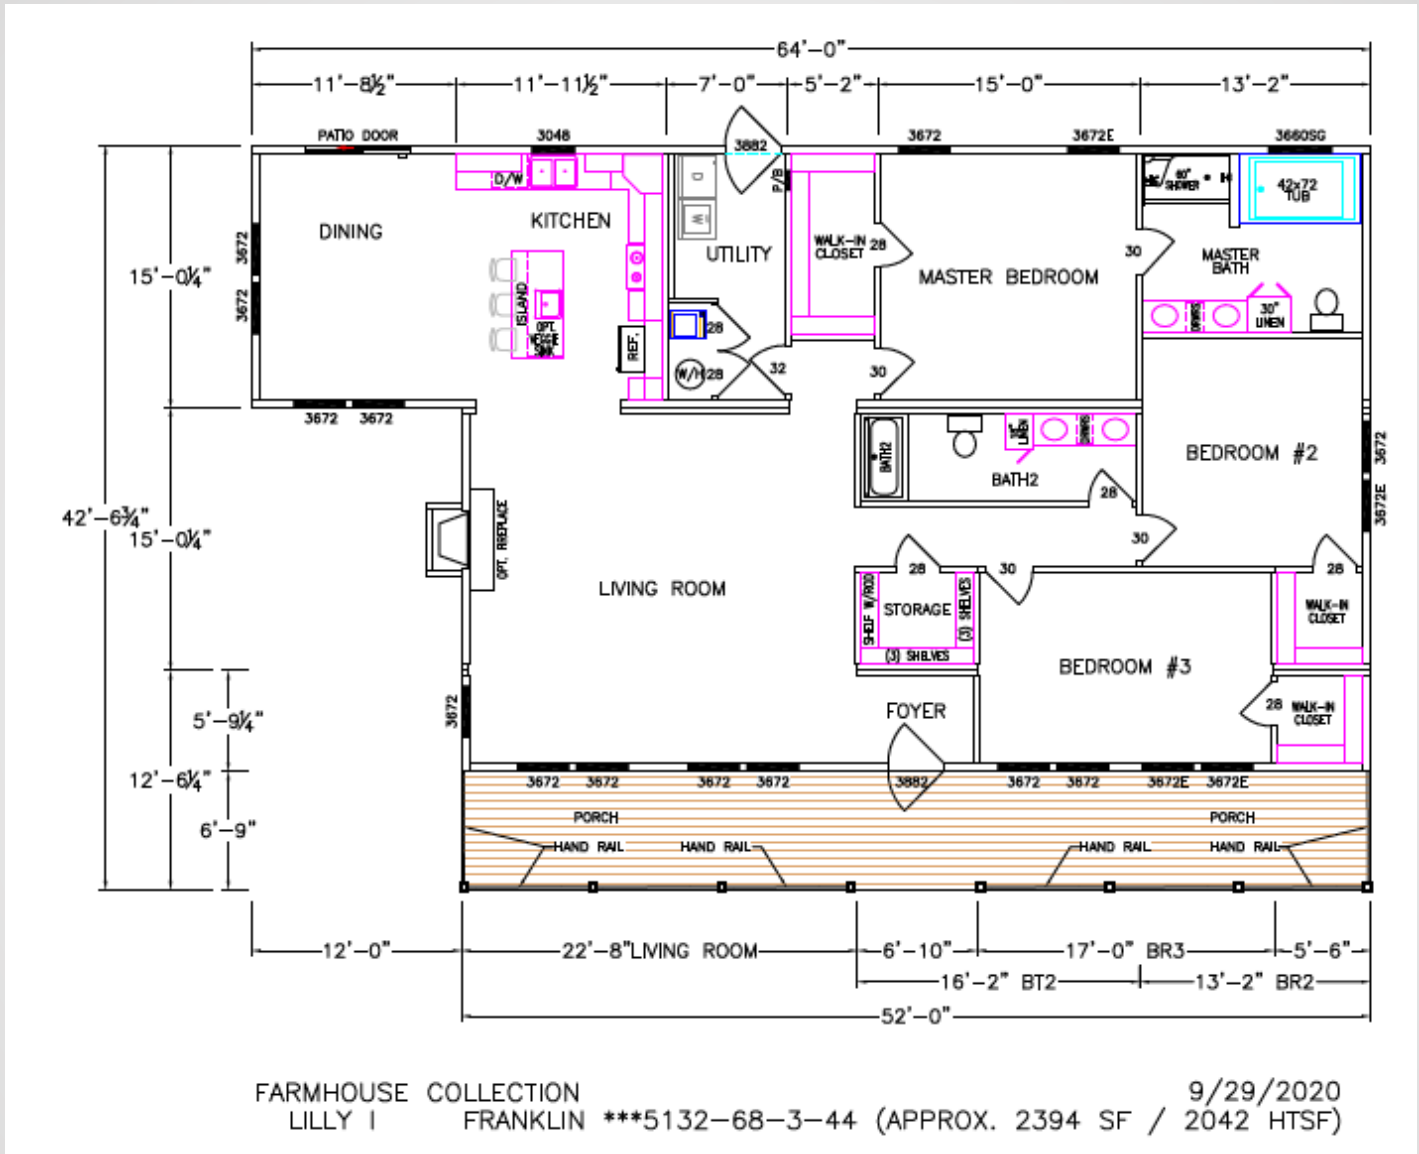 64'-0"
11'-8½" 11'-11½" 7'-0" 5'-2" 15'-0" 13'-2"
PATIO DOOR 3048 3882 3672 3672E 3660SG
D/W D P/B 60" SHOWER 42x72 TUB
W
DINING KITCHEN UTILITY WALK-IN CLOSET 28 MASTER BEDROOM 30 MASTER BATH
3672
3672
15'-0¼"
ISLAND
OPT.
SINK
REF.
28
W/H 28
32
30
DRWRS
30" LINEN
3672 3672
BATH2
LINEN
DRWRS
BATH2
28
BEDROOM #2
3672
3672E
42'-6¾"
15'-0¼"
OPT. FIREPLACE
30
LIVING ROOM
28
30
28
SHELF W/ROD
STORAGE
(3) SHELVES
(3) SHELVES
WALK-IN CLOSET
BEDROOM #3
5'-9¼"
3672
FOYER
28
WALK-IN CLOSET
12'-6¼"
3672 3672 3672 3672 3882 3672 3672 3672E 3672E
6'-9"
PORCH PORCH
HAND RAIL HAND RAIL HAND RAIL HAND RAIL
12'-0" 22'-8" LIVING ROOM 6'-10" 17'-0" BR3 5'-6"
16'-2" BT2 13'-2" BR2
52'-0"
FARMHOUSE COLLECTION 9/29/2020
LILLY I FRANKLIN ***5132-68-3-44 (APPROX. 2394 SF / 2042 HTSF)